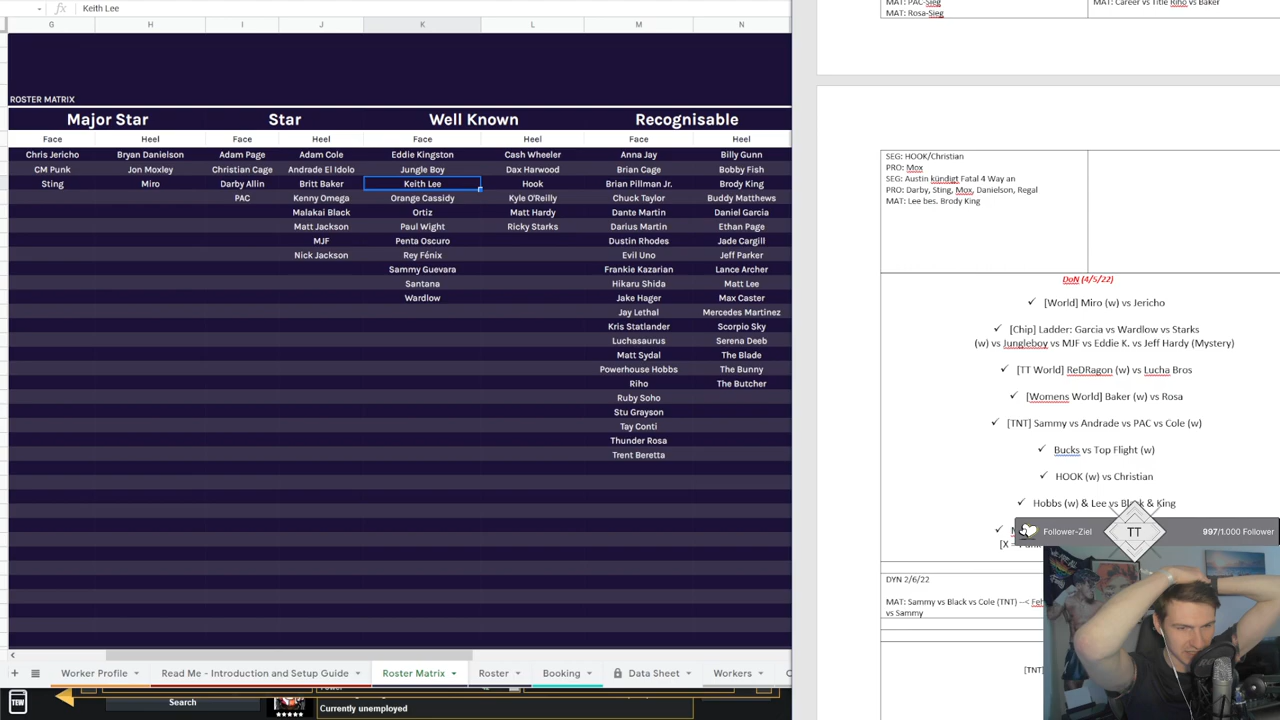 Keith Lee
G H I J K L M N
ROSTER MATRIX
Major Star Star Well Known Recognisable
Face Heel Face Heel Face Heel Face Heel
Chris Jericho Bryan Danielson Adam Page Adam Cole Eddie Kingston Cash Wheeler Anna Jay Billy Gunn
CM Punk Jon Moxley Christian Cage Andrade El Idolo Jungle Boy Dax Harwood Brian Cage Bobby Fish
Sting Miro Darby Allin Britt Baker Keith Lee Hook Brian Pillman Jr. Brody King
PAC Kenny Omega Orange Cassidy Kyle O'Reilly Chuck Taylor Buddy Matthews
Malakai Black Ortiz Matt Hardy Dante Martin Daniel Garcia
Matt Jackson Paul Wight Ricky Starks Darius Martin Ethan Page
MJF Penta Oscuro Dustin Rhodes Jade Cargill
Nick Jackson Rey Fénix Evil Uno Jeff Parker
Sammy Guevara Frankie Kazarian Lance Archer
Santana Hikaru Shida Matt Lee
Wardlow Jake Hager Max Caster
Jay Lethal Mercedes Martinez
Kris Statlander Scorpio Sky
Luchasaurus Serena Deeb
Matt Sydal The Blade
Powerhouse Hobbs The Bunny
Riho The Butcher
Ruby Soho
Stu Grayson
Tay Conti
Thunder Rosa
Trent Beretta
Worker Profile Read Me - Introduction and Setup Guide Roster Matrix Roster Booking Data Sheet Workers
Search
Currently unemployed
MAT: PAC-Sieg
MAT: Rosa-Sieg
MAT: Career vs Title Riho vs Baker
SEG: HOOK/Christian
PRO: Mox
SEG: Austin kündigt Fatal 4 Way an
PRO: Darby, Sting, Mox, Danielson, Regal
MAT: Lee bes. Brody King
DoN (4/5/22)
✓ [World] Miro (w) vs Jericho
✓ [Chip] Ladder: Garcia vs Wardlow vs Starks
(w) vs Jungleboy vs MJF vs Eddie K. vs Jeff Hardy (Mystery)
✓ [TT World] ReDRagon (w) vs Lucha Bros
✓ [Womens World] Baker (w) vs Rosa
✓ [TNT] Sammy vs Andrade vs PAC vs Cole (w)
✓ Bucks vs Top Flight (w)
✓ HOOK (w) vs Christian
✓ Hobbs (w) & Lee vs Black & King
Follower-Ziel TT 997/1.000 Follower
[X =
DYN 2/6/22
MAT: Sammy vs Black vs Cole (TNT) --<
vs Sammy
[TNT]